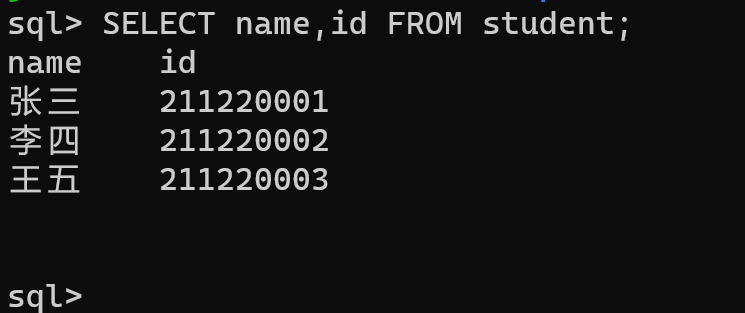 sql> SELECT name,id FROM student;
name    id
张三    211220001
李四    211220002
王五    211220003
sql>